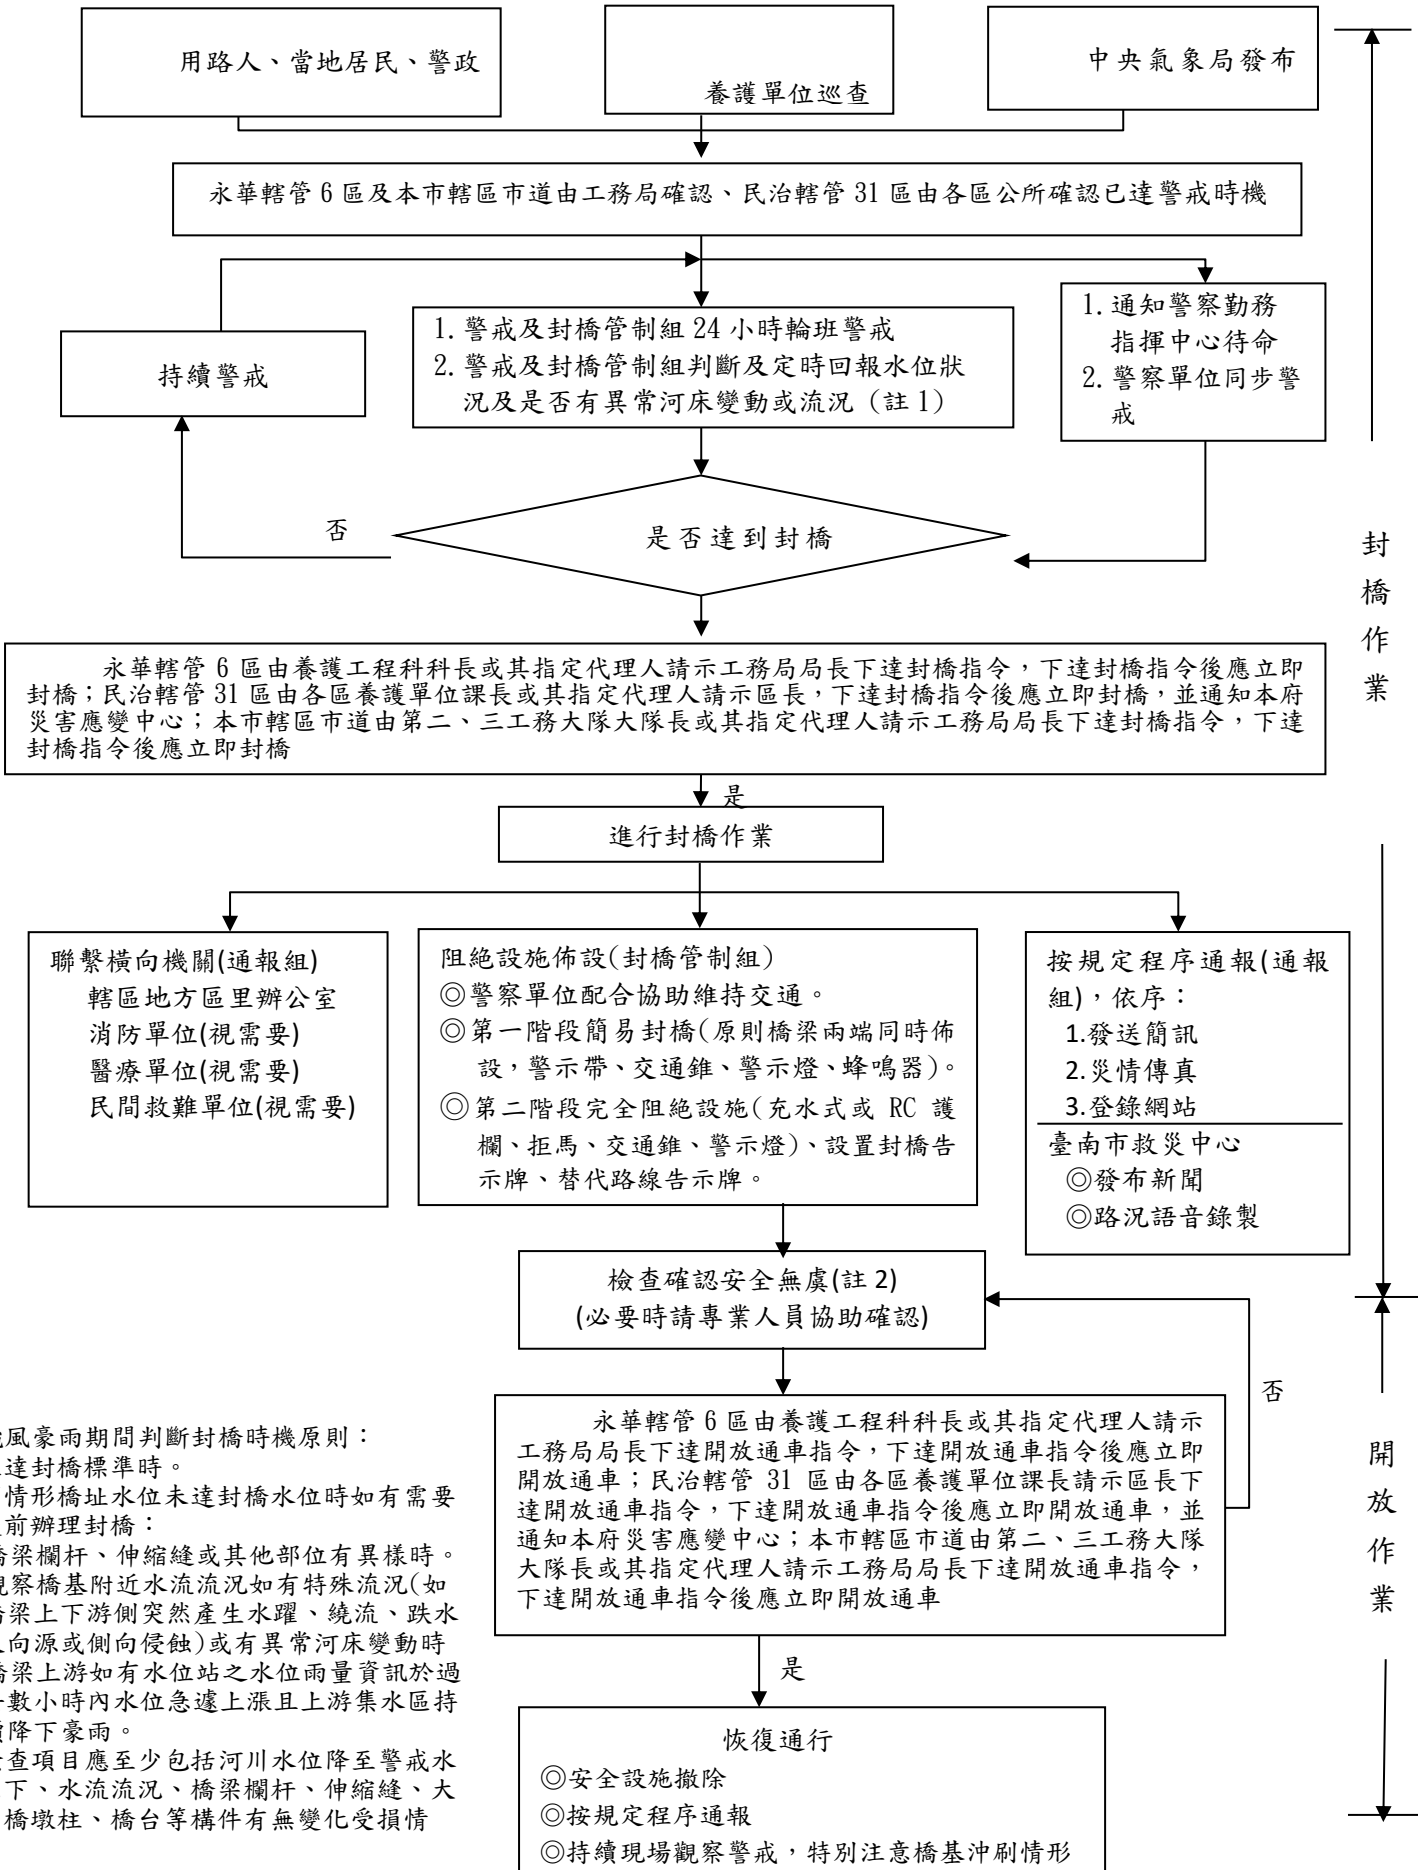 用路人、當地居民、警政
養護單位巡查
中央氣象局發布
永華轄管 6 區及本市轄區市道由工務局確認、民治轄管 31 區由各區公所確認已達警戒時機
持續警戒
1. 警戒及封橋管制組 24 小時輪班警戒
2. 警戒及封橋管制組判斷及定時回報水位狀
況及是否有異常河床變動或流況（註 1）
1. 通知警察勤務
指揮中心待命
2. 警察單位同步警
戒
否
是否達到封橋
封
橋
作
業
永華轄管 6 區由養護工程科科長或其指定代理人請示工務局局長下達封橋指令，下達封橋指令後應立即
封橋；民治轄管 31 區由各區養護單位課長或其指定代理人請示區長，下達封橋指令後應立即封橋，並通知本府
災害應變中心；本市轄區市道由第二、三工務大隊大隊長或其指定代理人請示工務局局長下達封橋指令，下達
封橋指令後應立即封橋
是
進行封橋作業
聯繫橫向機關(通報組)
轄區地方區里辦公室
消防單位(視需要)
醫療單位(視需要)
民間救難單位(視需要)
阻絕設施佈設(封橋管制組)
◎警察單位配合協助維持交通。
◎第一階段簡易封橋(原則橋梁兩端同時佈
設，警示帶、交通錐、警示燈、蜂鳴器)。
◎第二階段完全阻絕設施(充水式或 RC 護
欄、拒馬、交通錐、警示燈)、設置封橋告
示牌、替代路線告示牌。
按規定程序通報(通報
組)，依序：
1.發送簡訊
2.災情傳真
3.登錄網站
臺南市救災中心
◎發布新聞
◎路況語音錄製
檢查確認安全無虞(註 2)
(必要時請專業人員協助確認)
否
永華轄管 6 區由養護工程科科長或其指定代理人請示
工務局局長下達開放通車指令，下達開放通車指令後應立即
開放通車；民治轄管 31 區由各區養護單位課長請示區長下
達開放通車指令，下達開放通車指令後應立即開放通車，並
通知本府災害應變中心；本市轄區市道由第二、三工務大隊
大隊長或其指定代理人請示工務局局長下達開放通車指令，
下達開放通車指令後應立即開放通車
開
放
作
業
是
恢復通行
◎安全設施撤除
◎按規定程序通報
◎持續現場觀察警戒，特別注意橋基沖刷情形
風豪雨期間判斷封橋時機原則：
達封橋標準時。
情形橋址水位未達封橋水位時如有需要
前辦理封橋：
橋梁欄杆、伸縮縫或其他部位有異樣時。
觀察橋基附近水流流況如有特殊流況(如
橋梁上下游側突然產生水躍、繞流、跌水
向源或側向侵蝕)或有異常河床變動時
橋梁上游如有水位站之水位雨量資訊於過
數小時內水位急遽上漲且上游集水區持
續降下豪雨。
查項目應至少包括河川水位降至警戒水
下、水流流況、橋梁欄杆、伸縮縫、大
橋墩柱、橋台等構件有無變化受損情